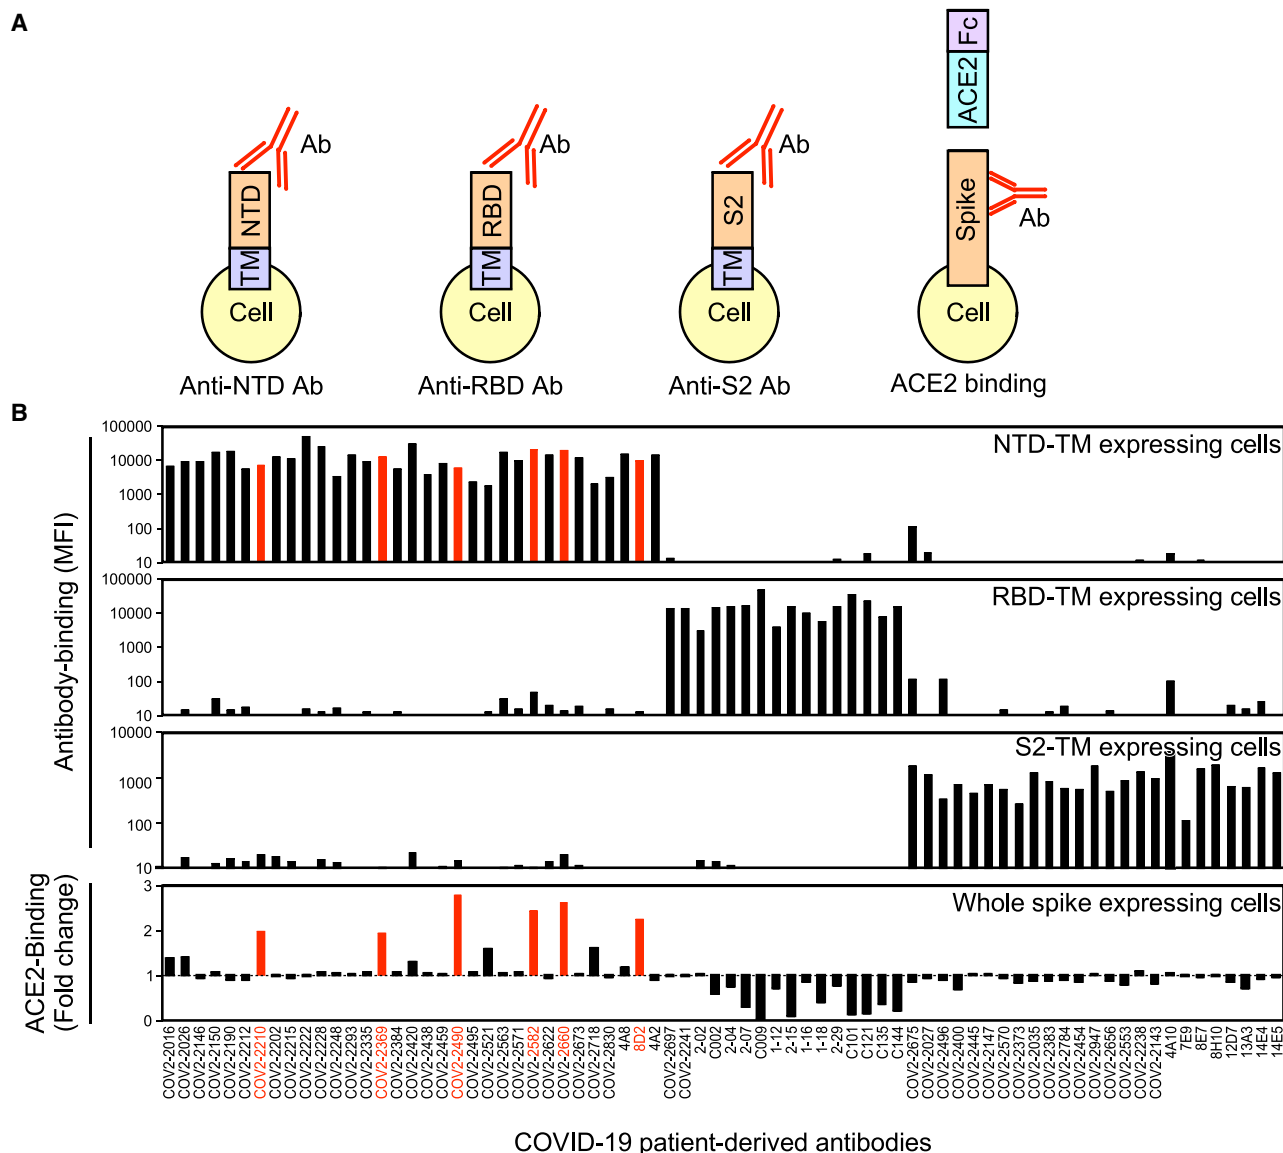 A
NTD
TM
Cell
Ab
Anti-NTD Ab
RBD
TM
Cell
Ab
Anti-RBD Ab
S2
TM
Cell
Ab
Anti-S2 Ab
Fc
ACE2
Spike
Cell
Ab
ACE2 binding
B
Antibody-binding (MFI)
100000
10000
1000
100
10
NTD-TM expressing cells
100000
10000
1000
100
10
RBD-TM expressing cells
10000
1000
100
10
S2-TM expressing cells
ACE2-Binding
(Fold change)
3
2
1
0
Whole spike expressing cells
COV2-2016
COV2-2026
COV2-2146
COV2-2150
COV2-2190
COV2-2212
COV2-2210
COV2-2202
COV2-2215
COV2-2222
COV2-2228
COV2-2248
COV2-2293
COV2-2335
COV2-2369
COV2-2384
COV2-2420
COV2-2438
COV2-2459
COV2-2490
COV2-2495
COV2-2521
COV2-2563
COV2-2571
COV2-2582
COV2-2622
COV2-2660
COV2-2673
COV2-2718
COV2-2830
4A8
8D2
4A2
COV2-2697
COV2-2241
2-02
C002
2-04
2-07
C009
1-12
2-15
1-16
1-18
2-29
C101
C121
C135
C144
COV2-2675
COV2-2027
COV2-2496
COV2-2400
COV2-2445
COV2-2147
COV2-2570
COV2-2373
COV2-2035
COV2-2383
COV2-2784
COV2-2454
COV2-2947
COV2-2656
COV2-2553
COV2-2238
COV2-2143
4A10
7E9
8E7
8H10
12D7
13A3
14E4
14E5
COVID-19 patient-derived antibodies